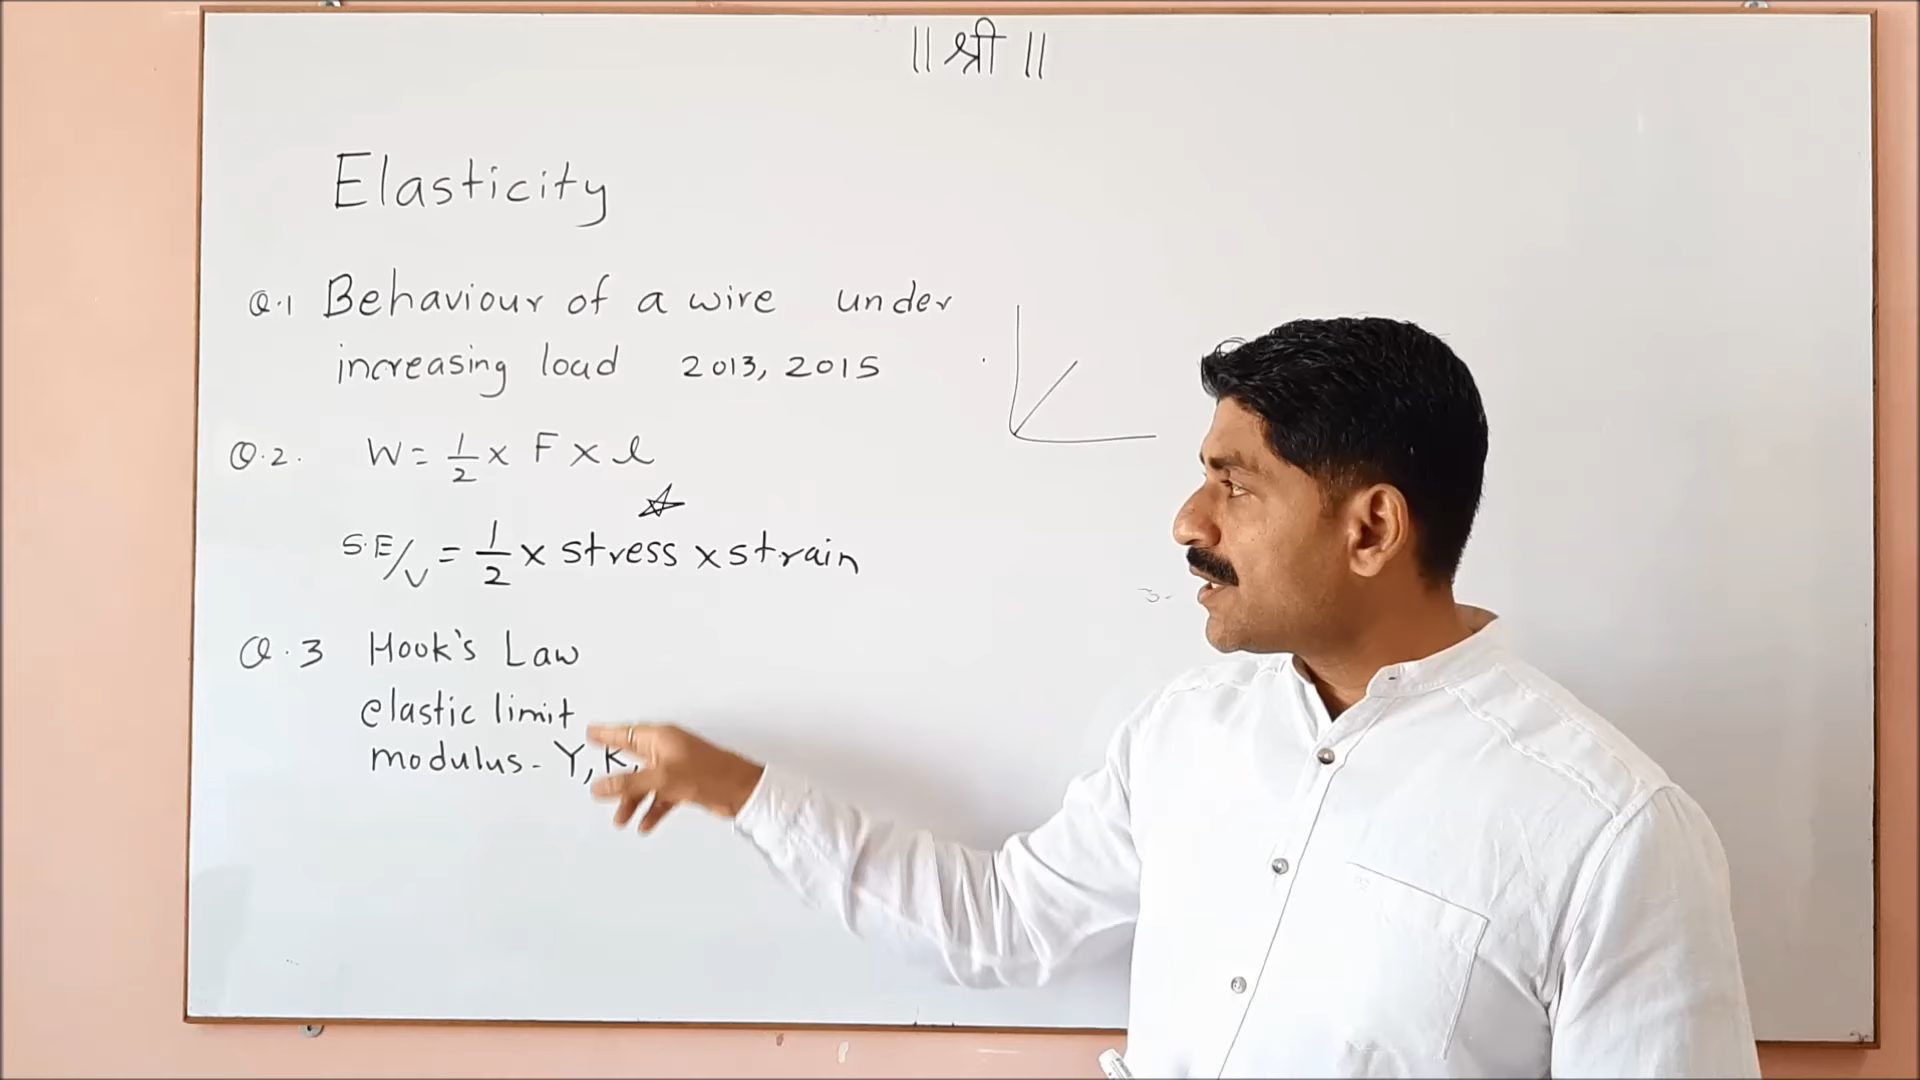 ॥ श्री ॥
Elasticity
Q.1 Behaviour of a wire under
increasing load 2013, 2015
Q.2. W = 1/2 x F x l
S.E/V = 1/2 x stress x strain
Q.3 Hook's Law
elastic limit
modulus - Y, K,